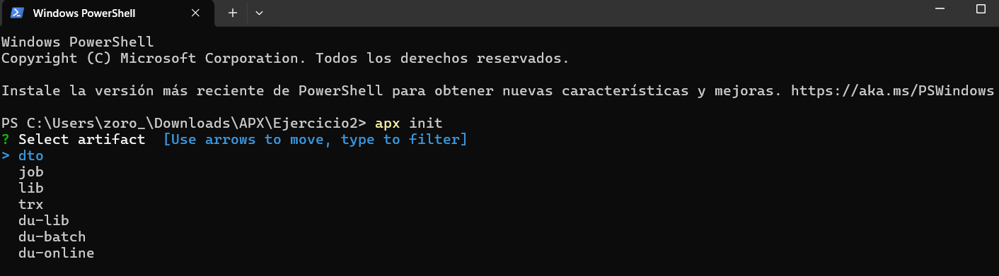 Windows PowerShell
Windows PowerShell
Copyright (C) Microsoft Corporation. Todos los derechos reservados.
Instale la versión más reciente de PowerShell para obtener nuevas características y mejoras. https://aka.ms/PSWindows
PS C:\Users\zoro_\Downloads\APX\Ejercicio2> apx init
? Select artifact  [Use arrows to move, type to filter]
> dto
job
lib
trx
du-lib
du-batch
du-online